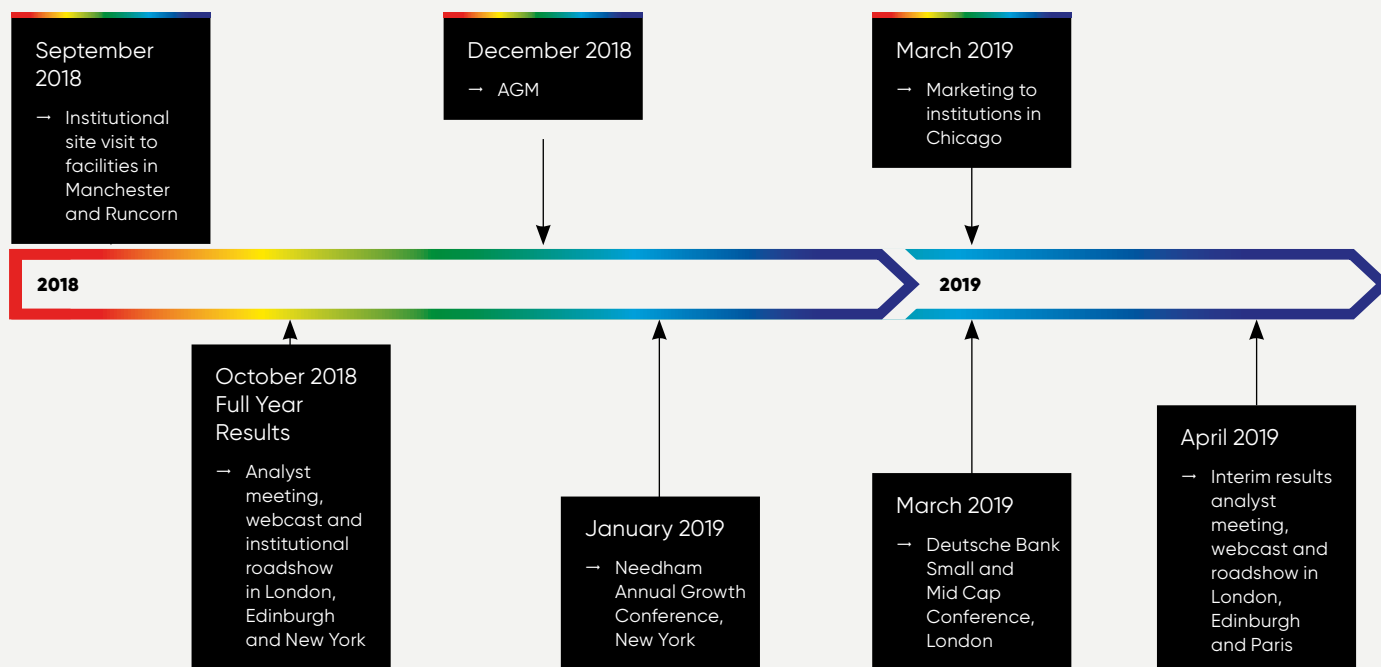 September
2018
→ Institutional
site visit to
facilities in
Manchester
and Runcorn
December 2018
→ AGM
March 2019
→ Marketing to
institutions in
Chicago
2018
2019
October 2018
Full Year
Results
→ Analyst
meeting,
webcast and
institutional
roadshow
in London,
Edinburgh
and New York
January 2019
→ Needham
Annual Growth
Conference,
New York
March 2019
→ Deutsche Bank
Small and
Mid Cap
Conference,
London
April 2019
→ Interim results
analyst
meeting,
webcast and
roadshow in
London,
Edinburgh
and Paris